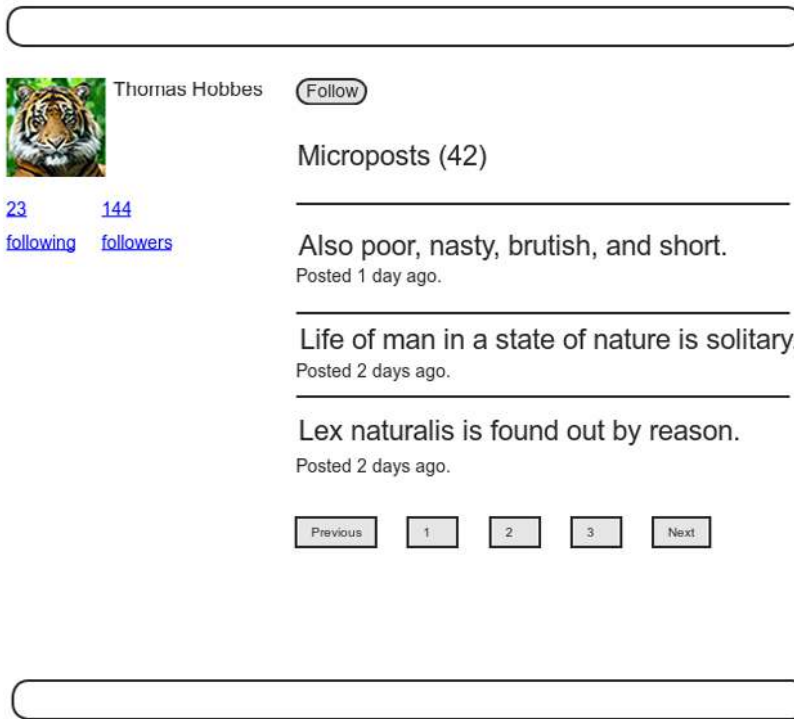 Thomas Hobbes
23
144
following
followers
Follow
Microposts (42)
Also poor, nasty, brutish, and short.
Posted 1 day ago.
Life of man in a state of nature is solitary.
Posted 2 days ago.
Lex naturalis is found out by reason.
Posted 2 days ago.
Previous 1 2 3 Next